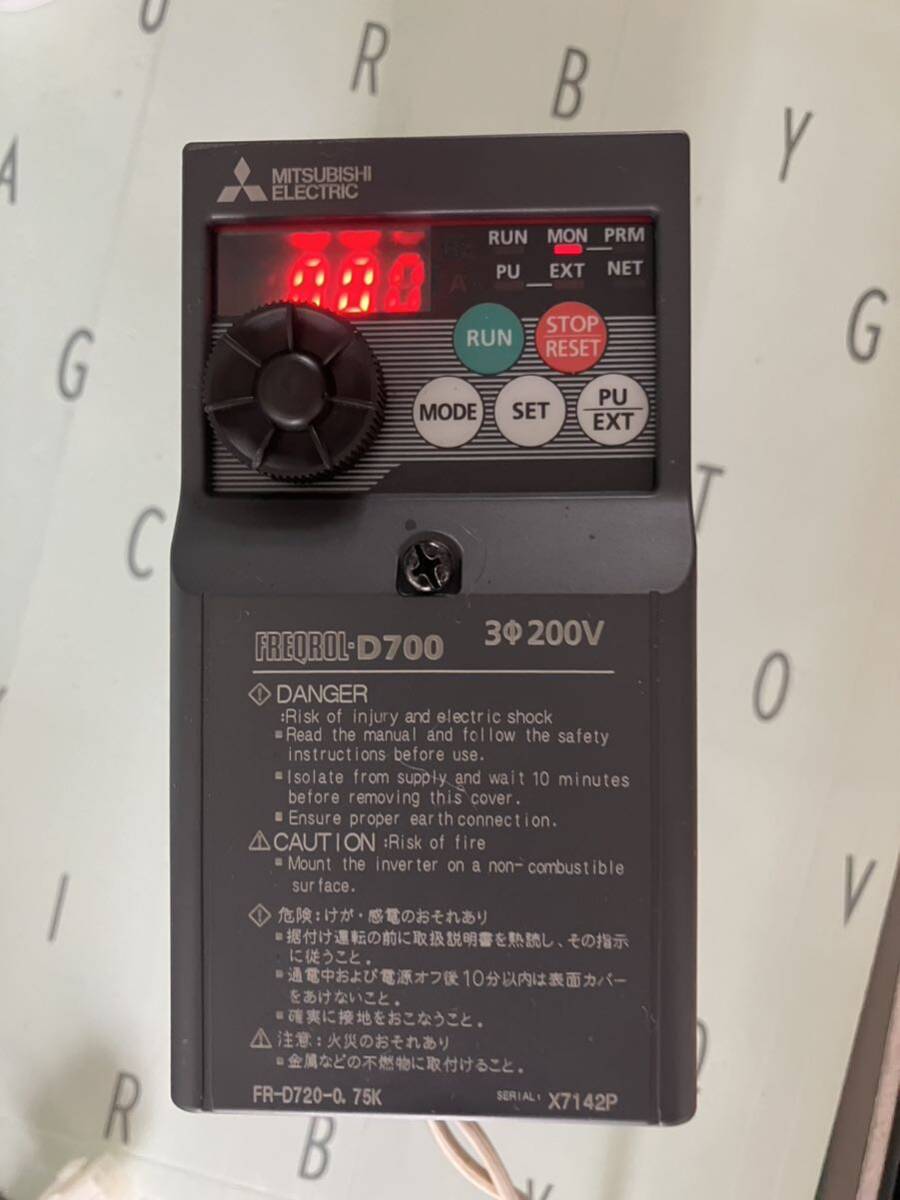 MITSUBISHI
ELECTRIC
RUN MON PRM
PU EXT NET
RUN
STOP
RESET
MODE
SET
PU
EXT
FREQROL-D700 3Φ200V
DANGER
:Risk of injury and electric shock
Read the manual and follow the safety
instructions before use.
Isolate from supply and wait 10 minutes
before removing this cover.
Ensure proper earth connection.
CAUTION :Risk of fire
Mount the inverter on a non-combustible
surface.
危険:けが・感電のおそれあり
据付け運転の前に取扱説明書を熟読し、その指示
に従うこと。
通電中および電源オフ後10分以内は表面カバー
をあけないこと。
確実に接地をおこなうこと。
注意:火災のおそれあり
金属などの不燃物に取付けること。
FR-D720-0.75K SERIAL: X7142P
R
B
Y
A
G
G
C
T
O
I
V
R
B